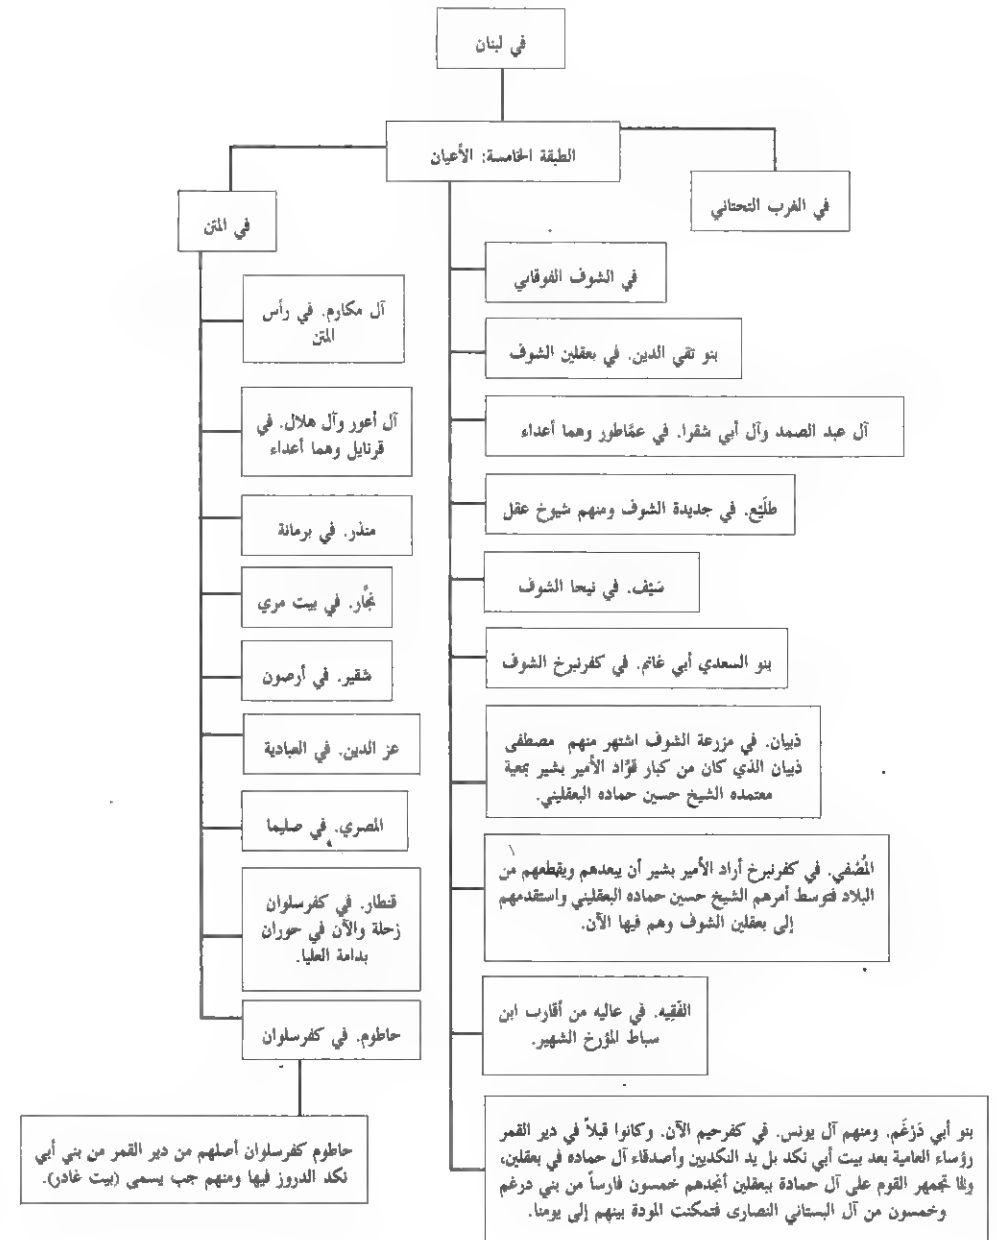 في لبنان
الطبقة الخامسة: الأعيان
في الغرب التحتاني
في المتن
في الشوف الفوقاني
بنو تقي الدين. في بعقلين الشوف
آل عبد الصمد وآل أبي شقرا. في عمَّاطور وهما أعداء
طلَيّع. في جديدة الشوف ومنهم شيوخ عقل
سَيْف. في نيحا الشوف
بنو السعدي أبي غانم. في كفرنبرخ الشوف
ذبيان. في مزرعة الشوف اشتهر منهم مصطفى
ذبيان الذي كان من كبار قوَّاد الأمير بشير بمعية
معتمده الشيخ حسين حماده البعقليني.
المُصْفي. في كفرنبرخ أراد الأمير بشير أن يبعدهم ويقطعهم من
البلاد فتوسط أمرهم الشيخ حسين حماده البعقليني واستقدمهم
إلى بعقلين الشوف وهم فيها الآن.
الفَقِيه. في عاليه من أقارب ابن
سباط المؤرخ الشهير.
بنو أبي دَرْغَم. ومنهم آل يونس. في كفرحيم الآن. وكانوا قبلاً في دير القمر
رؤساء العامية بعد بيت أبي نكد بل يد النكديين وأصدقاء آل حماده في بعقلين،
ولما تجمهر القوم على آل حمادة ببعقلين أنجدهم خمسون فارساً من بني درغم
وخمسون من آل البستاني النصارى فتمكنت المودة بينهم إلى يومنا.
آل مكارم. في رأس
المتن
آل أعور وآل هلال. في
قرنايل وهما أعداء
منذر. في برمانة
نجَّار. في بيت مري
شقير. في أرصون
عز الدين. في العبادية
المصري. في صليما
قنطار. في كفرسلوان
زحلة والآن في حوران
بدامة العليا.
حاطوم. في كفرسلوان
حاطوم كفرسلوان أصلهم من دير القمر من بني أبي
نكد الدروز فيها ومنهم جب يسمى (بيت غادر).